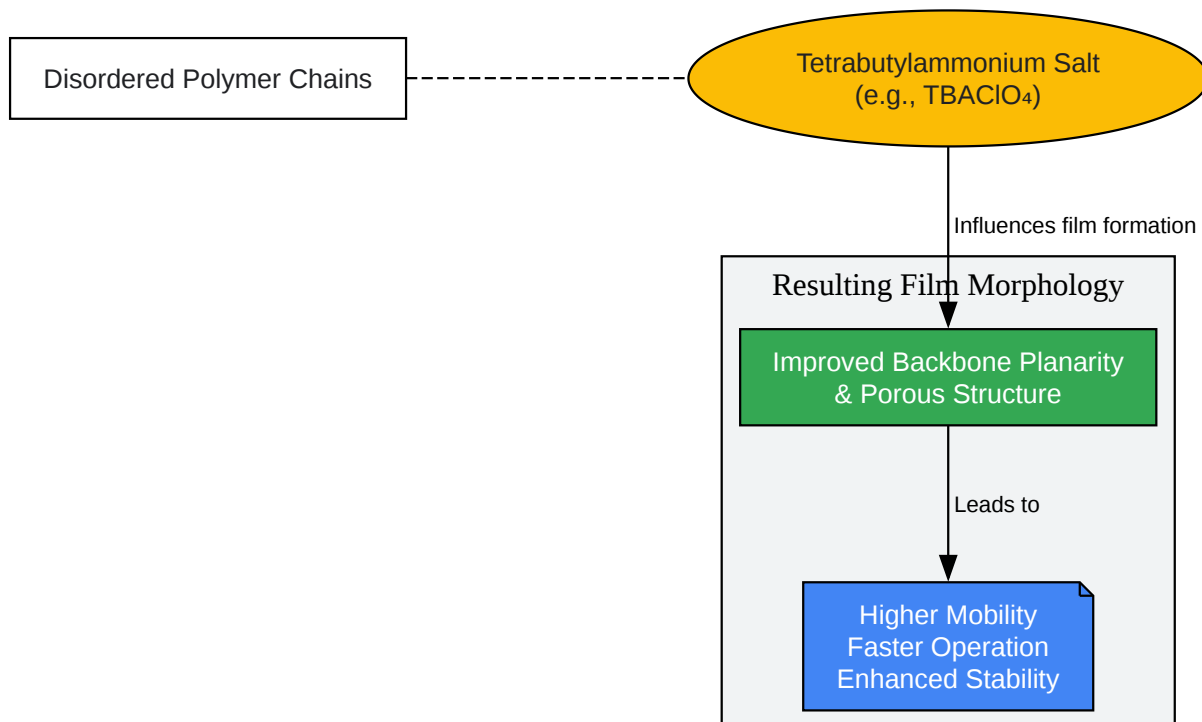 Disordered Polymer Chains
Tetrabutylammonium Salt
(e.g., TBAClO₄)
Influences film formation
Resulting Film Morphology
Improved Backbone Planarity
& Porous Structure
Leads to
Higher Mobility
Faster Operation
Enhanced Stability